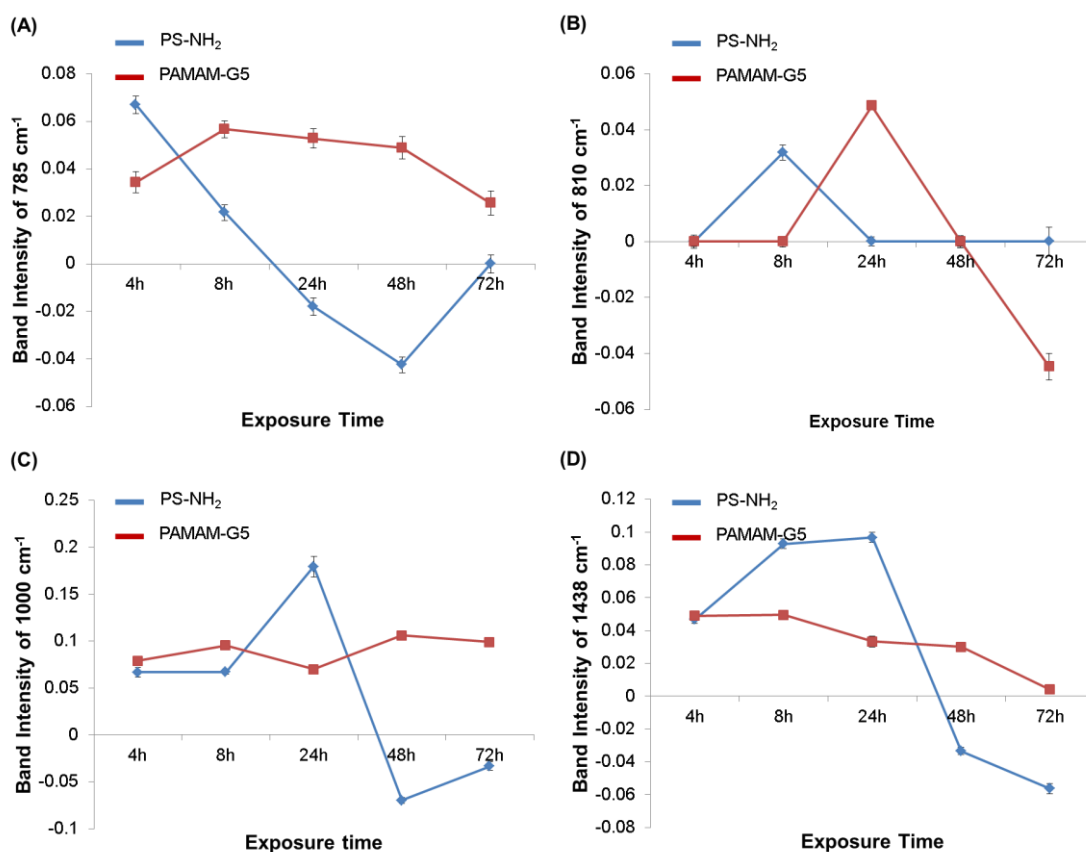 (A)
PS-NH₂
PAMAM-G5
Band Intensity of 785 cm⁻¹
0.08
0.06
0.04
0.02
0
-0.02
-0.04
-0.06
4h
8h
24h
48h
72h
Exposure Time
(B)
PS-NH₂
PAMAM-G5
Band Intensity of 810 cm⁻¹
0.06
0.04
0.02
0
-0.02
-0.04
-0.06
4h
8h
24h
48h
72h
Exposure Time
(C)
PS-NH₂
PAMAM-G5
Band Intensity of 1000 cm⁻¹
0.25
0.2
0.15
0.1
0.05
0
-0.05
-0.1
4h
8h
24h
48h
72h
Exposure time
(D)
PS-NH₂
PAMAM-G5
Band Intensity of 1438 cm⁻¹
0.12
0.1
0.08
0.06
0.04
0.02
0
-0.02
-0.04
-0.06
-0.08
4h
8h
24h
48h
72h
Exposure Time